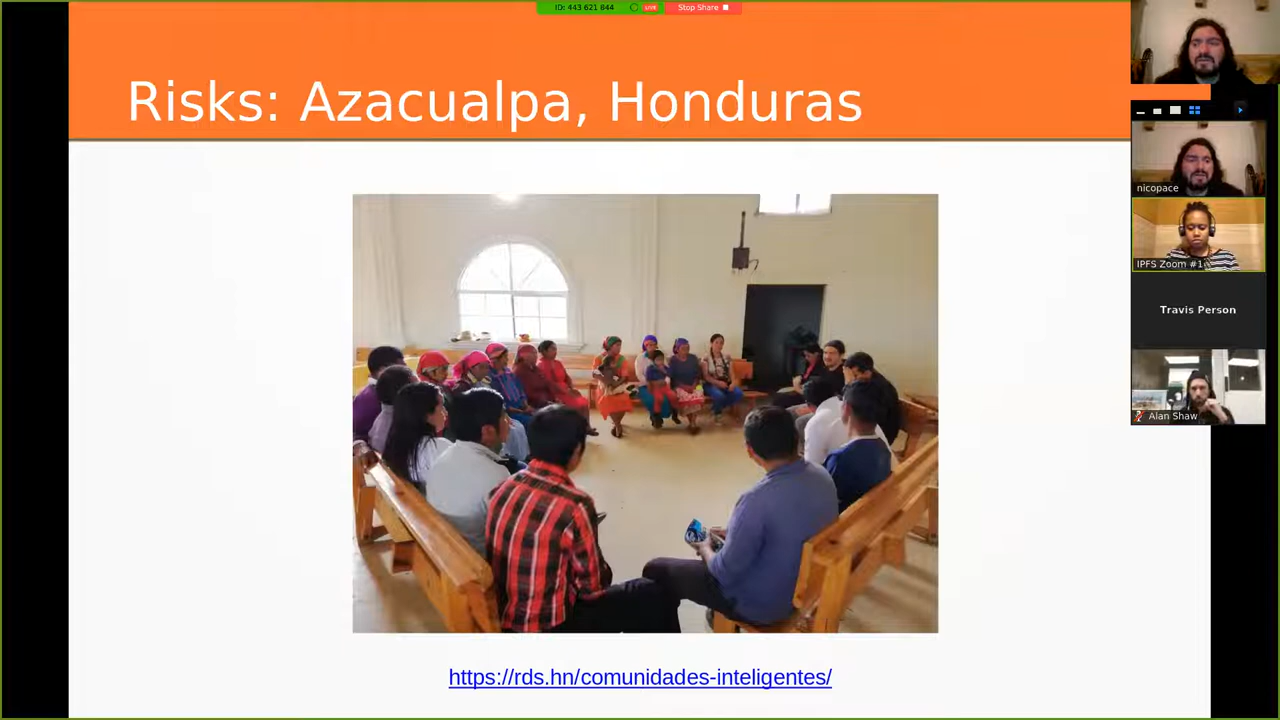 ID: 443 621 844
LIVE
Stop Share
Risks: Azacualpa, Honduras
nicopace
IPFS Zoom #1
Travis Person
Alan Shaw
https://rds.hn/comunidades-inteligentes/